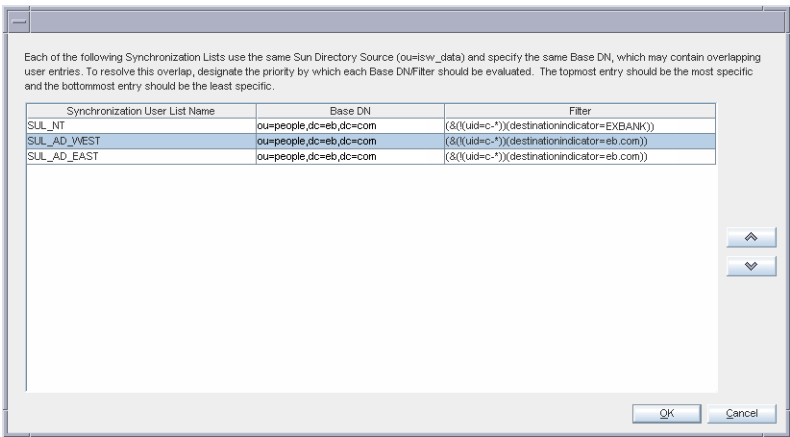 Each of the following Synchronization Lists use the same Sun Directory Source (ou=isw_data) and specify the same Base DN, which may contain overlapping
user entries. To resolve this overlap, designate the priority by which each Base DN/Filter should be evaluated. The topmost entry should be the most specific
and the bottommost entry should be the least specific.
Synchronization User List Name Base DN Filter
SUL_NT ou=people,dc=eb,dc=com (&(!(uid=c-*))(destinationindicator=EXBANK))
SUL_AD_WEST ou=people,dc=eb,dc=com (&(!(uid=c-*))(destinationindicator=eb.com))
SUL_AD_EAST ou=people,dc=eb,dc=com (&(!(uid=c-*))(destinationindicator=eb.com))
OK Cancel